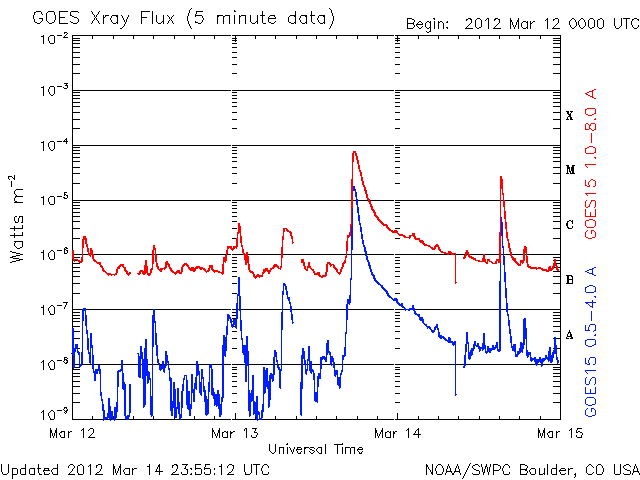 GOES Xray Flux (5 minute data)
Begin: 2012 Mar 12 0000 UTC
10-2
10-3
10-4
10-5
10-6
10-7
10-8
10-9
Watts m-2
X
M
C
B
A
GOES15 1.0-8.0 A
GOES15 0.5-4.0 A
Mar 12 Mar 13 Mar 14 Mar 15
Universal Time
Updated 2012 Mar 14 23:55:12 UTC
NOAA/SWPC Boulder, CO USA